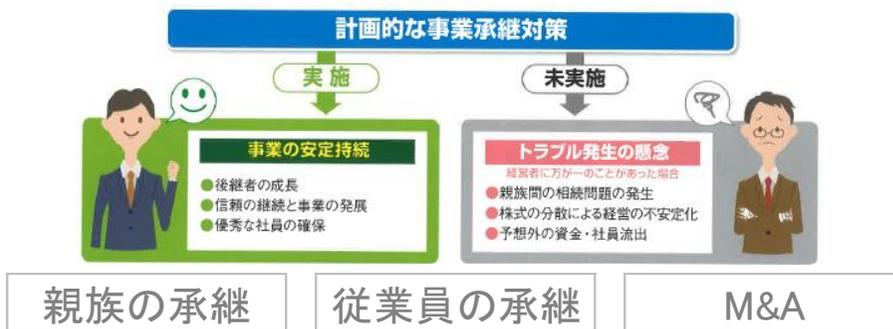 計画的な事業承継対策
実施
未実施
事業の安定持続
●後継者の成長
●信頼の継続と事業の発展
●優秀な社員の確保
トラブル発生の懸念
経営者に万が一のことがあった場合
●親族間の相続問題の発生
●株式の分散による経営の不安定化
●予想外の資金・社員流出
親族の承継
従業員の承継
M&A